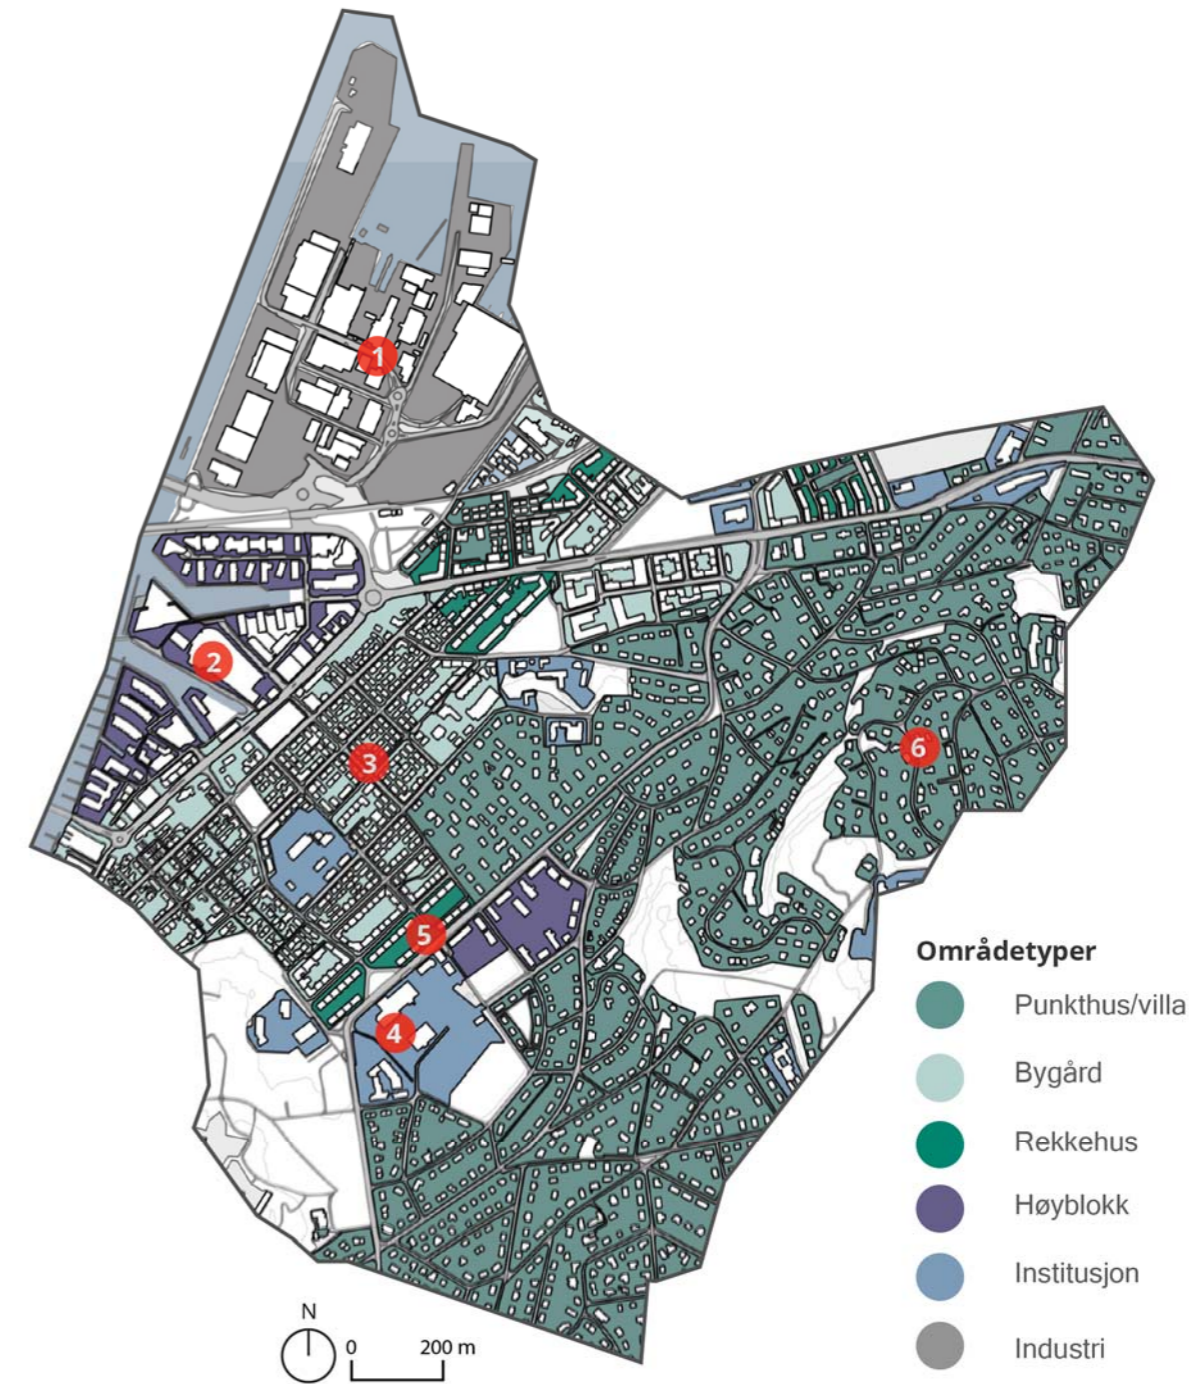 1
2
3
6
5
4
Områdetyper
Punkthus/villa
Bygård
Rekkehus
Høyblokk
Institusjon
Industri
N
0 200 m